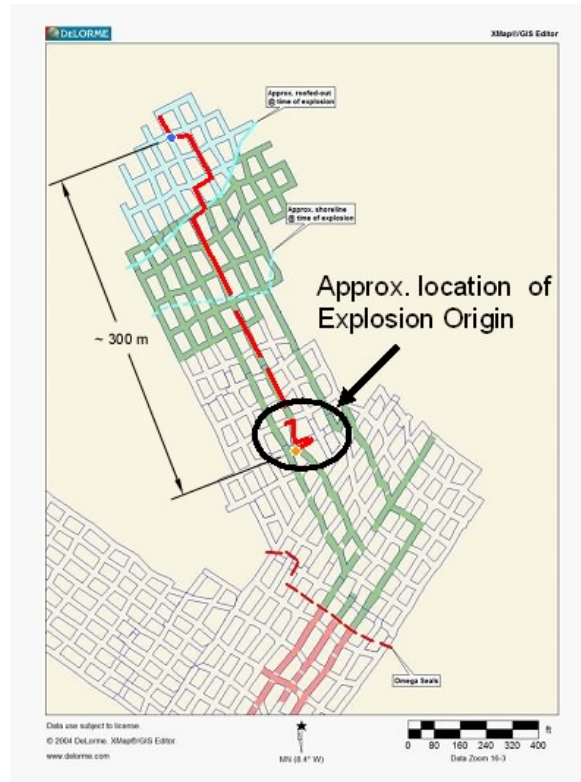 DELORME
XMap®/GIS Editor
Approx. roofed-out
@ time of explosion
Approx. shoreline
@ time of explosion
Approx. location of
Explosion Origin
~ 300 m
Omega Seals
Data use subject to license.
© 2004 DeLorme. XMap®/GIS Editor.
www.delorme.com
MN (8.4° W)
ft
0 80 160 240 320 400
Data Zoom 16-3